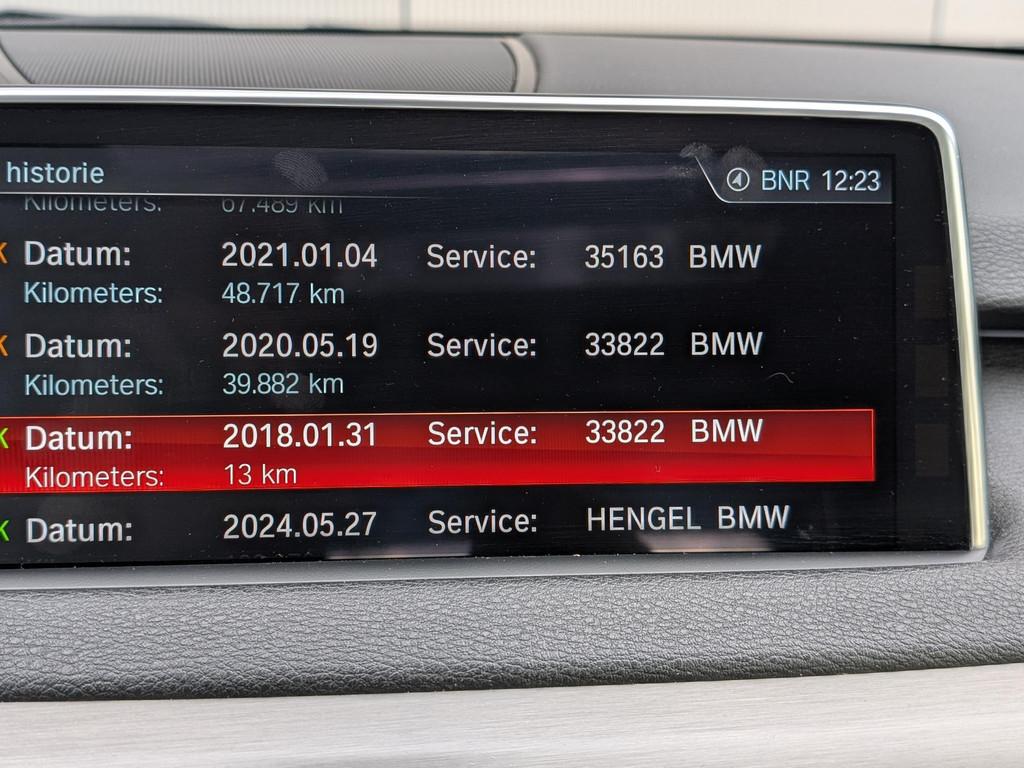 historie
BNR 12:23
Kilometers: 67.489 km
K Datum: 2021.01.04 Service: 35163 BMW
Kilometers: 48.717 km
K Datum: 2020.05.19 Service: 33822 BMW
Kilometers: 39.882 km
K Datum: 2018.01.31 Service: 33822 BMW
Kilometers: 13 km
K Datum: 2024.05.27 Service: HENGEL BMW